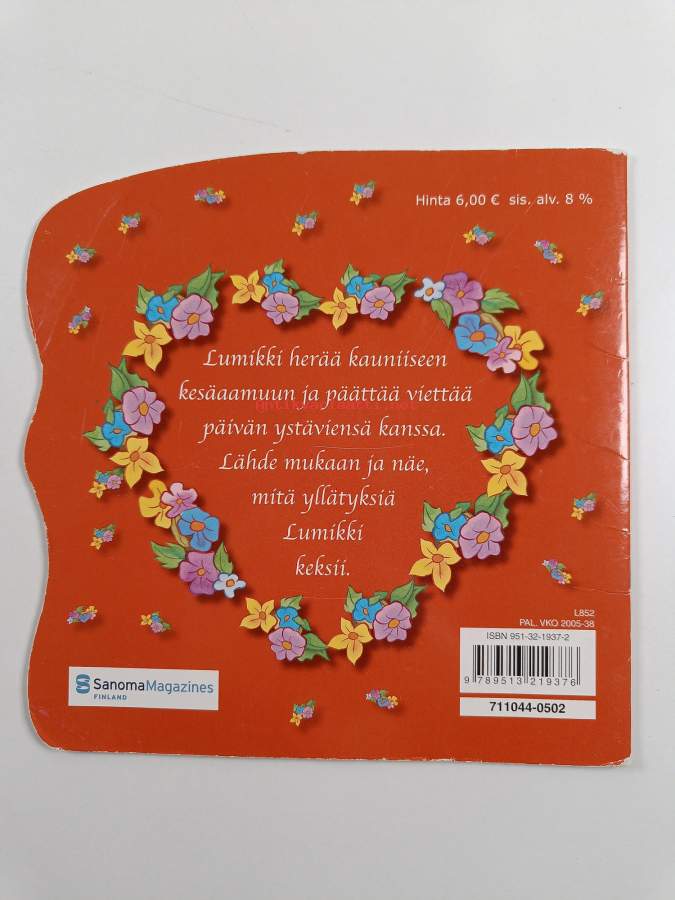 Hinta 6,00 € sis. alv. 8 %
Lumikki herää kauniiseen
kesäaamuun ja päättää viettää
päivän ystäviensä kanssa.
Lähde mukaan ja näe,
mitä yllätyksiä
Lumikki
keksii.
L852
PAL. VKO 2005-38
ISBN 951-32-1937-2
9 789513 219376
711044-0502
SanomaMagazines
FINLAND